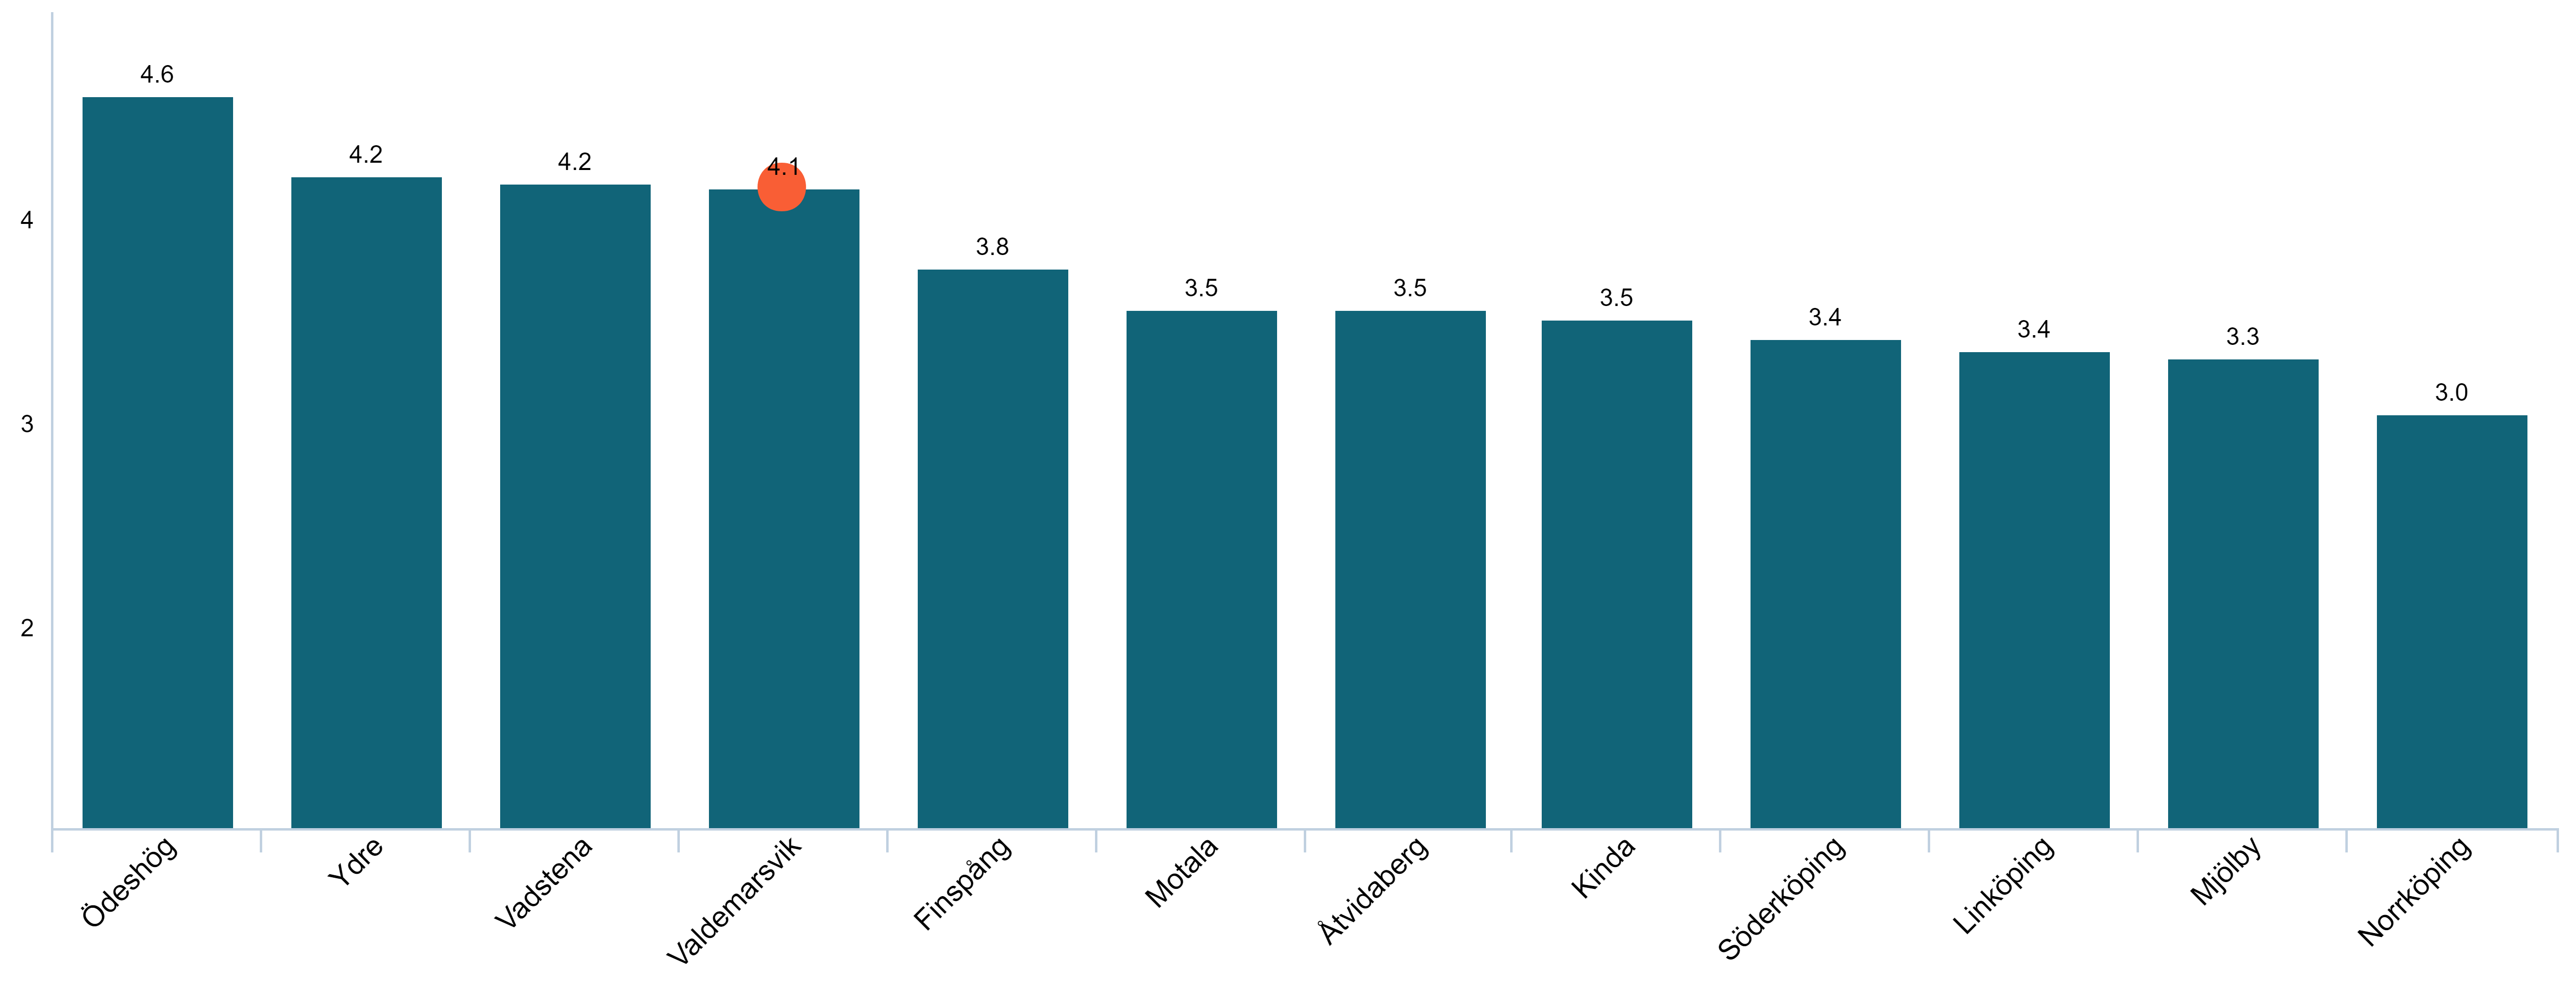 4.6
4.2
4.2
4.1
3.8
3.5
3.5
3.5
3.4
3.4
3.3
3.0
4
3
2
Ödeshög
Ydre
Vadstena
Valdemarsvik
Finspång
Motala
Åtvidaberg
Kinda
Söderköping
Linköping
Mjölby
Norrköping